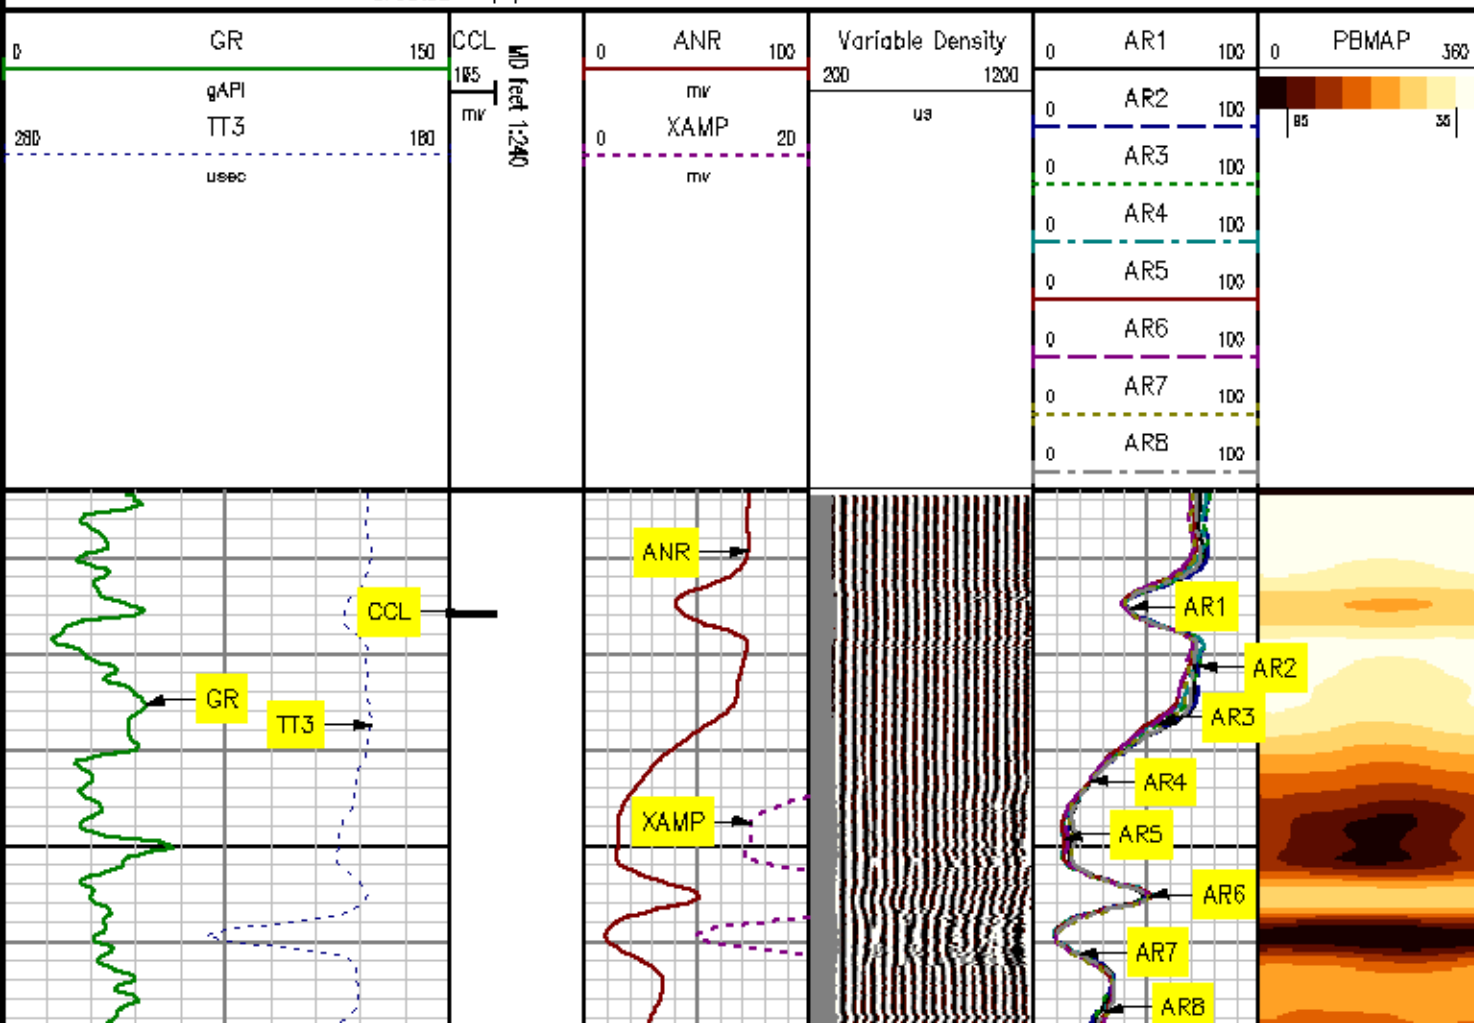 GR
0 150
gAPI
TT3
280 180
usec
CCL
mv
MD feet 1:240
ANR
0 100
mv
XAMP
0 20
mv
Variable Density
200 1200
us
AR1
0 100
AR2
0 100
AR3
0 100
AR4
0 100
AR5
0 100
AR6
0 100
AR7
0 100
AR8
0 100
PBMAP
0 360
95 35
ANR
CCL
AR1
AR2
GR
TT3
AR3
AR4
XAMP
AR5
AR6
AR7
AR8